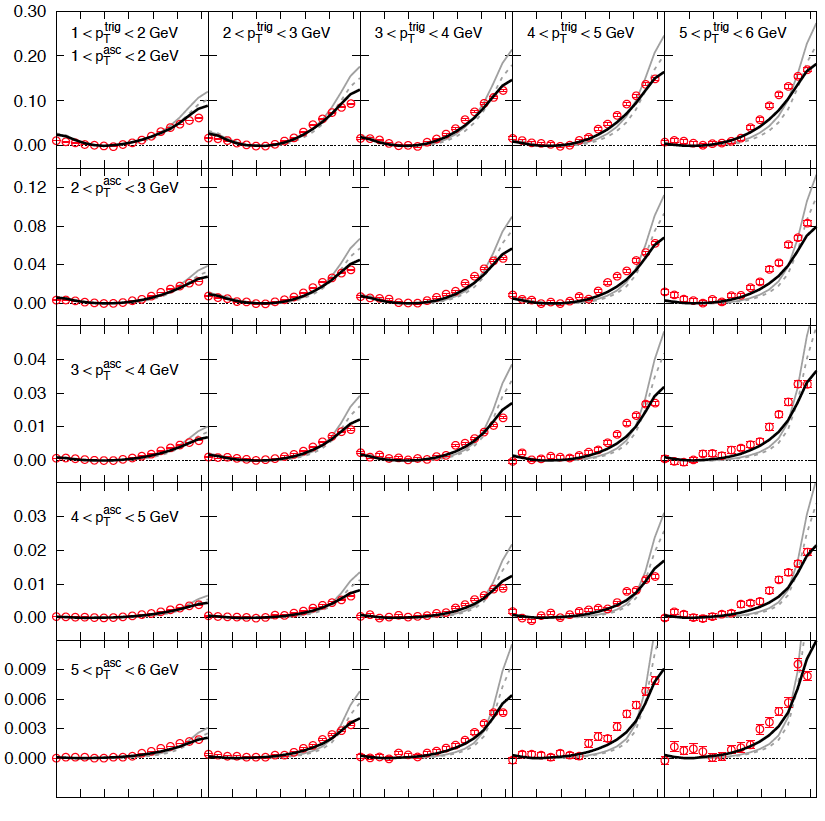 0.30
0.20
0.10
0.00
1 < p_T^trig < 2 GeV
1 < p_T^asc < 2 GeV
2 < p_T^trig < 3 GeV
3 < p_T^trig < 4 GeV
4 < p_T^trig < 5 GeV
5 < p_T^trig < 6 GeV
0.12
0.08
0.04
0.00
2 < p_T^asc < 3 GeV
0.04
0.03
0.01
0.00
3 < p_T^asc < 4 GeV
0.03
0.02
0.01
0.00
4 < p_T^asc < 5 GeV
0.009
0.006
0.003
0.000
5 < p_T^asc < 6 GeV